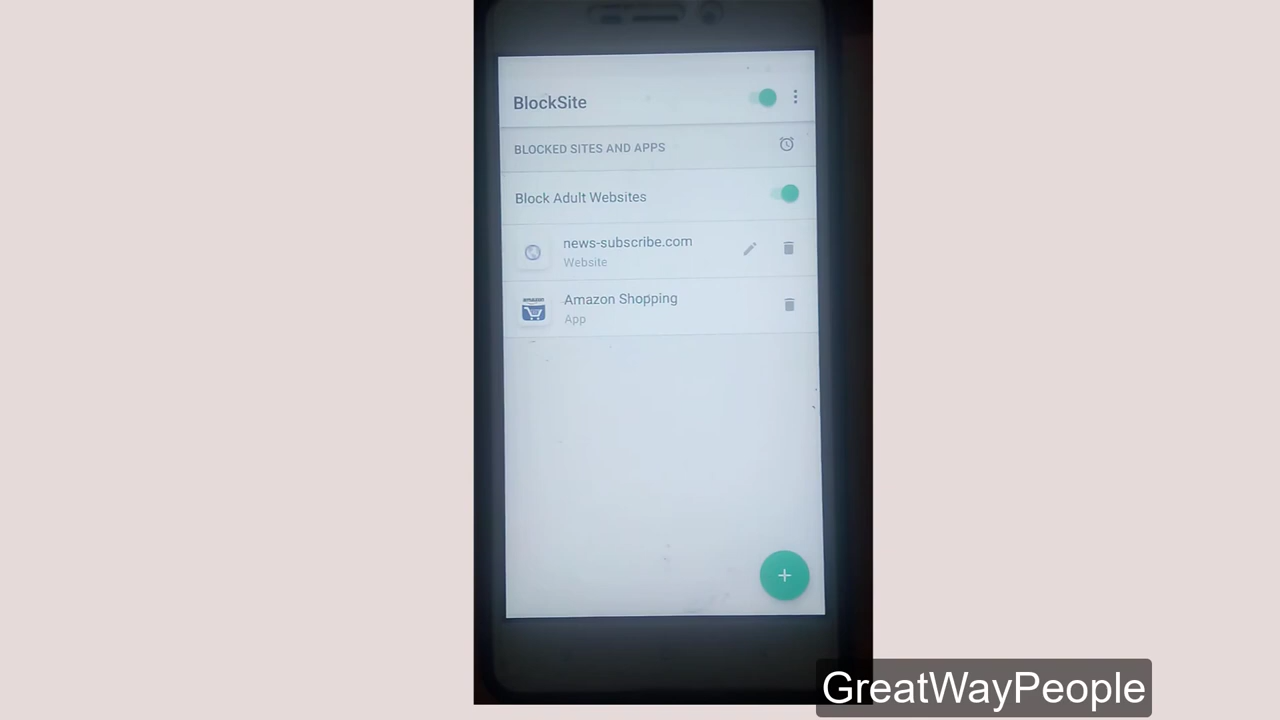 BlockSite
BLOCKED SITES AND APPS
Block Adult Websites
news-subscribe.com
Website
amazon
Amazon Shopping
App
GreatWayPeople